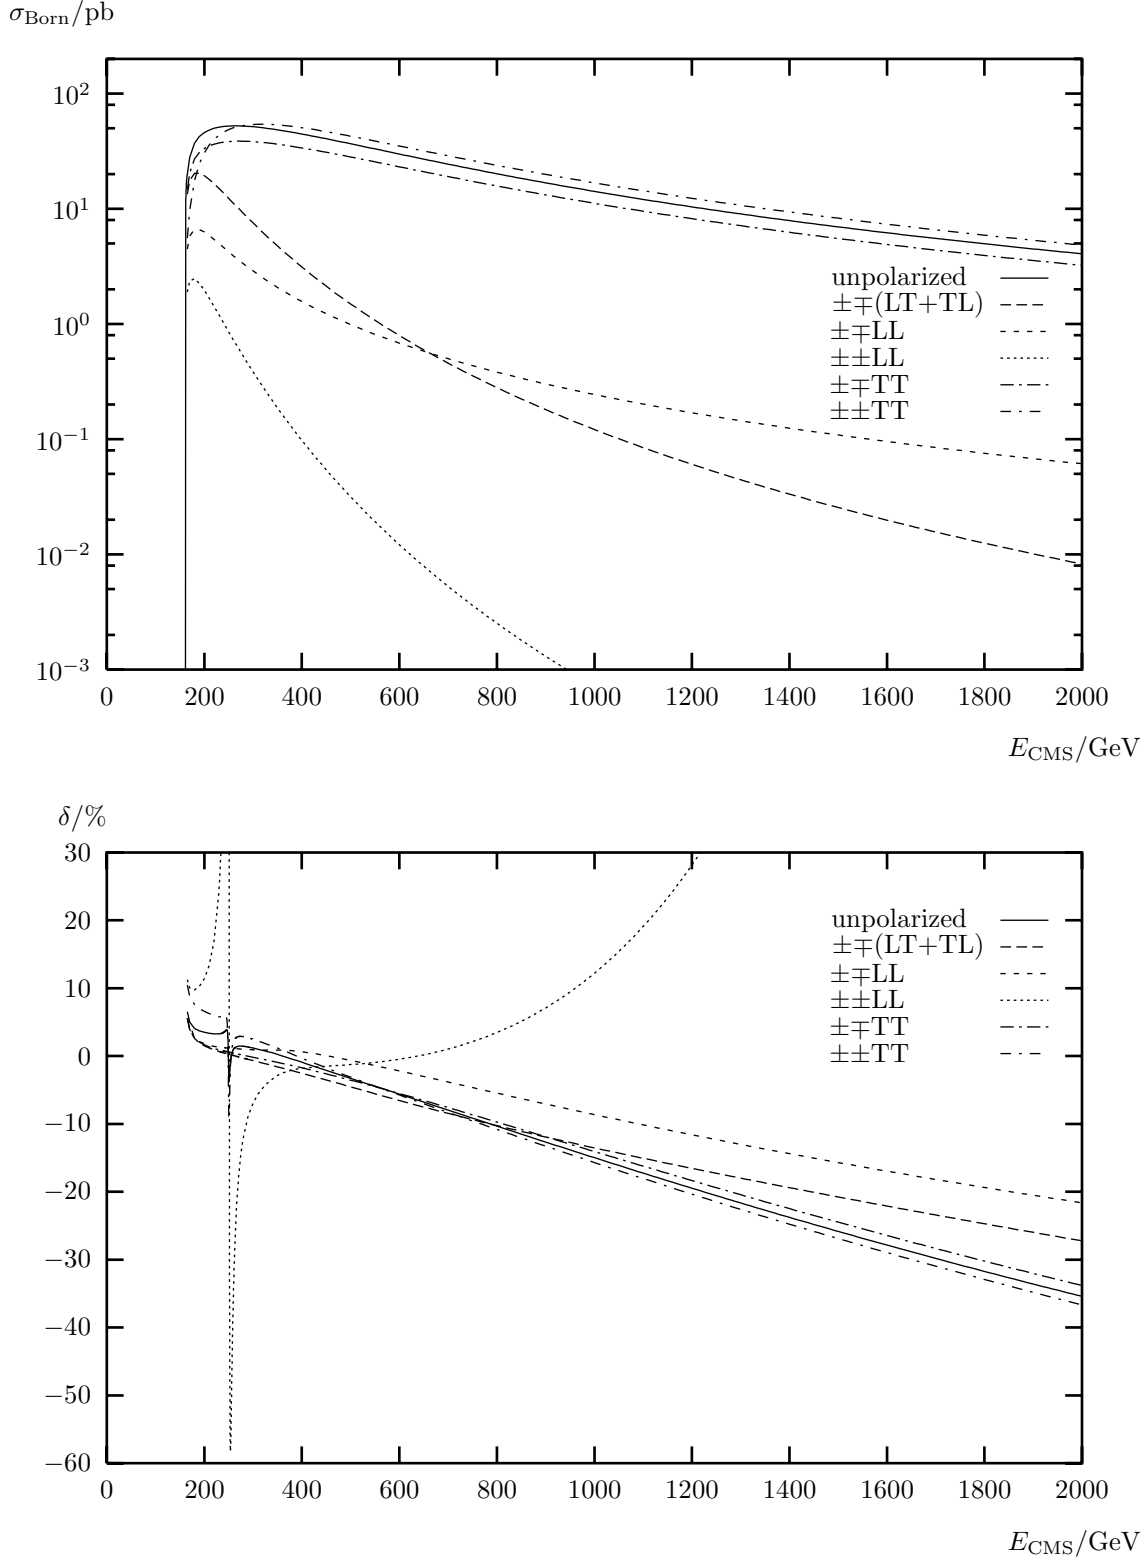 σ_Born/pb
10^2
10^1
10^0
10^−1
10^−2
10^−3
unpolarized
±∓(LT+TL)
±∓LL
±±LL
±∓TT
±±TT
0 200 400 600 800 1000 1200 1400 1600 1800 2000
E_CMS/GeV
δ/%
30
20
10
0
−10
−20
−30
−40
−50
−60
unpolarized
±∓(LT+TL)
±∓LL
±±LL
±∓TT
±±TT
0 200 400 600 800 1000 1200 1400 1600 1800 2000
E_CMS/GeV